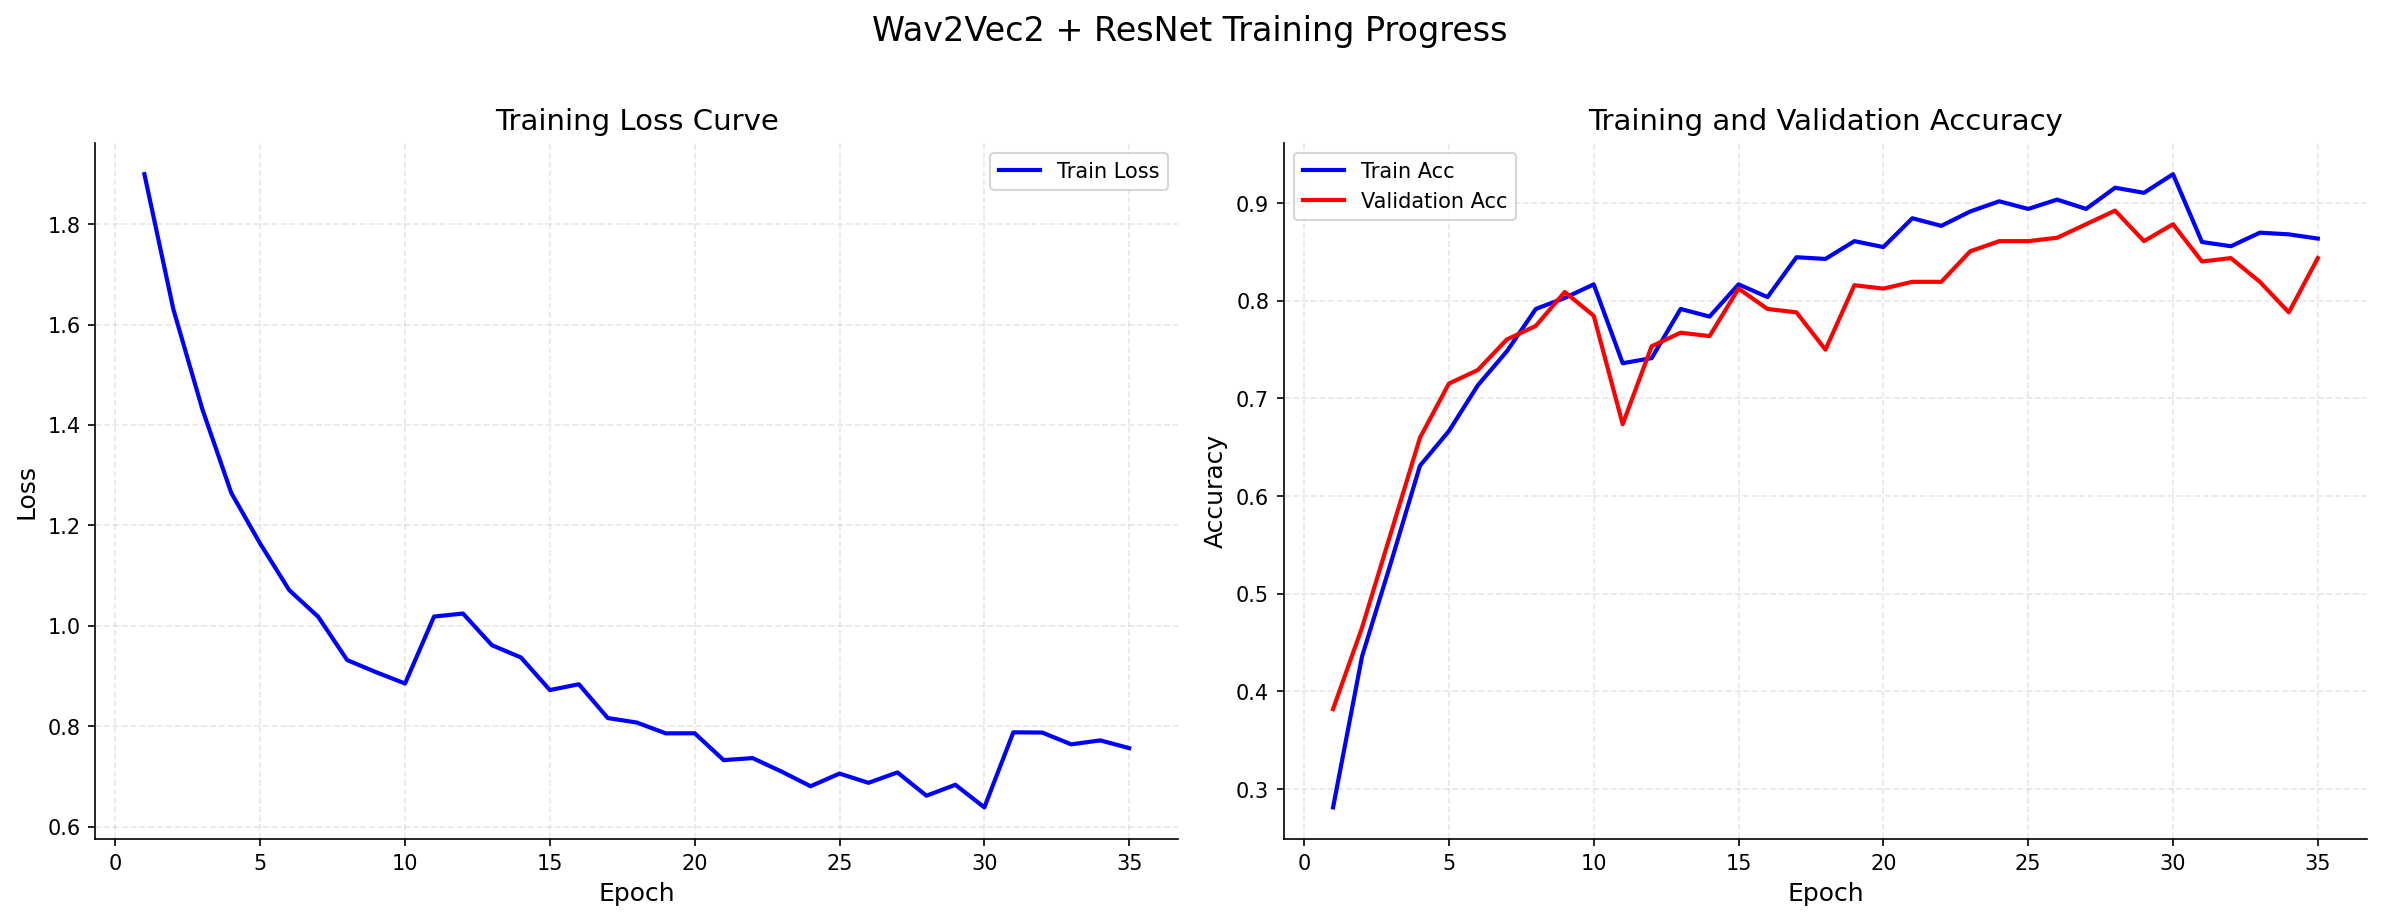 Wav2Vec2 + ResNet Training Progress
Training Loss Curve
Train Loss
Loss
1.8
1.6
1.4
1.2
1.0
0.8
0.6
0 5 10 15 20 25 30 35
Epoch
Training and Validation Accuracy
Train Acc
Validation Acc
Accuracy
0.9
0.8
0.7
0.6
0.5
0.4
0.3
0 5 10 15 20 25 30 35
Epoch